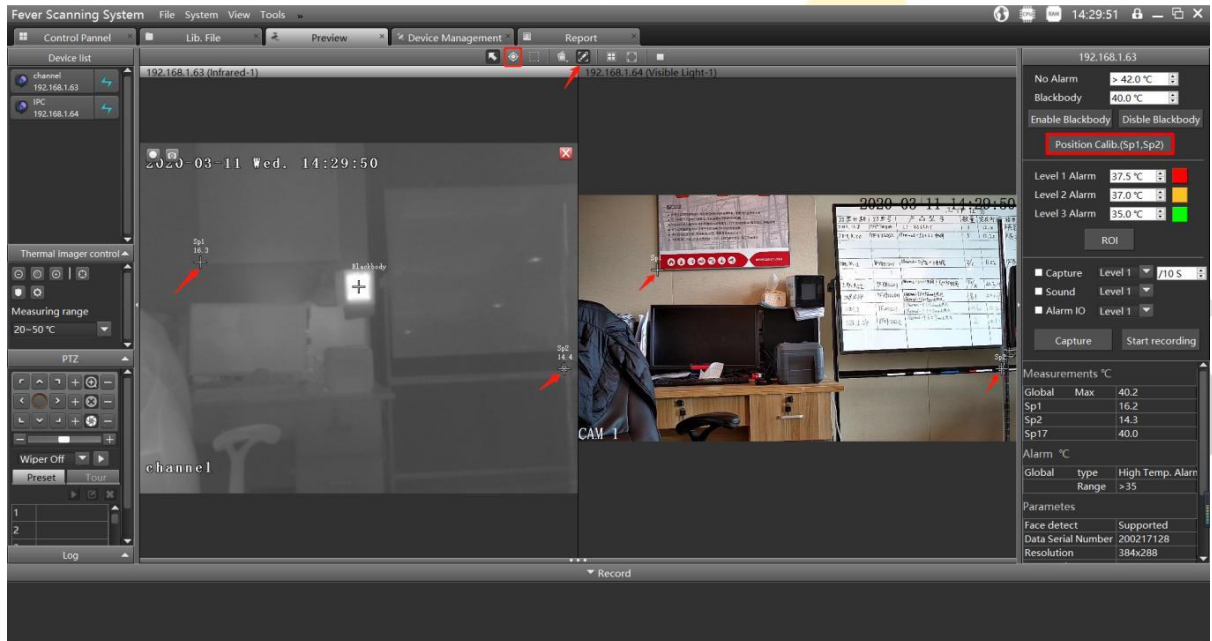 Fever Scanning System File System View Tools » 14:29:51
Control Pannel Lib. File Preview Device Management Report
Device list
channel
192.168.1.63
IPC
192.168.1.64
Thermal Imager control
Measuring range
20~50 ℃
PTZ
Wiper Off
Preset Tour
1
2
Log
192.168.1.63 (Infrared-1)
2020-03-11 Wed. 14:29:50
Sp1
16.3
Blackbody
Sp2
14.4
channel
192.168.1.64 (Visible Light-1)
2020-03-11 14:29:50
Sp2
CAM 1
Record
192.168.1.63
No Alarm > 42.0 ℃
Blackbody 40.0 ℃
Enable Blackbody Disble Blackbody
Position Calib.(Sp1,Sp2)
Level 1 Alarm 37.5 ℃
Level 2 Alarm 37.0 ℃
Level 3 Alarm 35.0 ℃
ROI
Capture Level 1 /10 S
Sound Level 1
Alarm IO Level 1
Capture Start recording
Measurements ℃
Global Max 40.2
Sp1 16.2
Sp2 14.3
Sp17 40.0
Alarm ℃
Global type High Temp. Alarm
Range >35
Parametes
Face detect Supported
Data Serial Number 200217128
Resolution 384x288